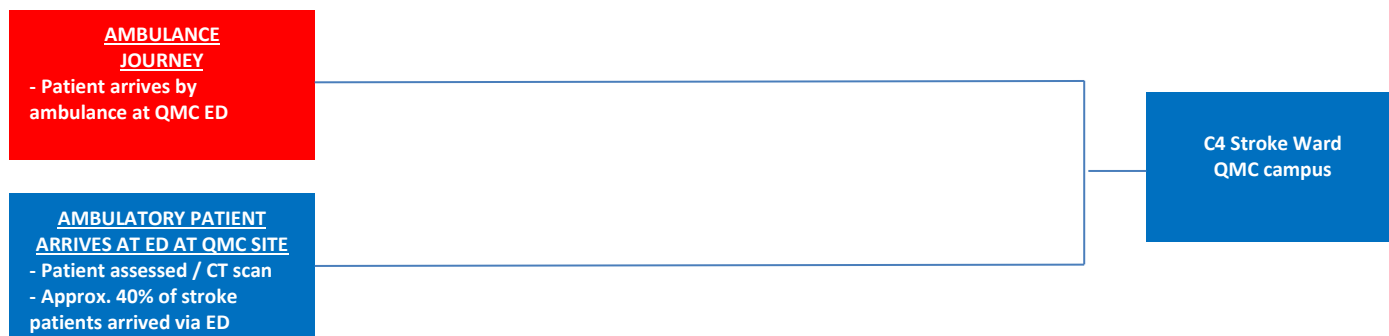 AMBULANCE
JOURNEY
- Patient arrives by
ambulance at QMC ED
AMBULATORY PATIENT
ARRIVES AT ED AT QMC SITE
- Patient assessed / CT scan
- Approx. 40% of stroke
patients arrived via ED
C4 Stroke Ward
QMC campus